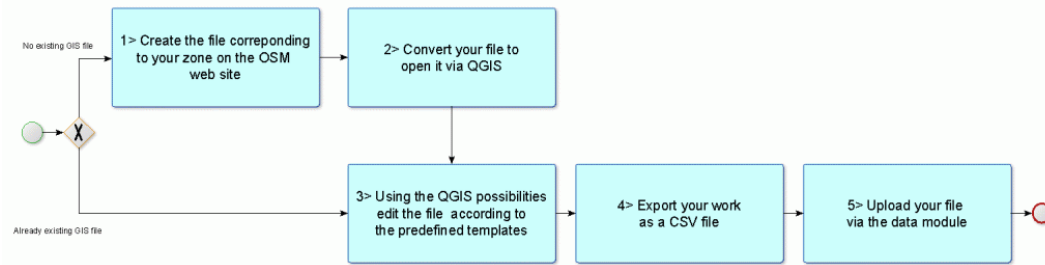 No existing GIS file
1> Create the file correponding
to your zone on the OSM
web site
2> Convert your file to
open it via QGIS
X
3> Using the QGIS possibilities
edit the file according to
the predefined templates
4> Export your work
as a CSV file
5> Upload your file
via the data module
Already existing GIS file